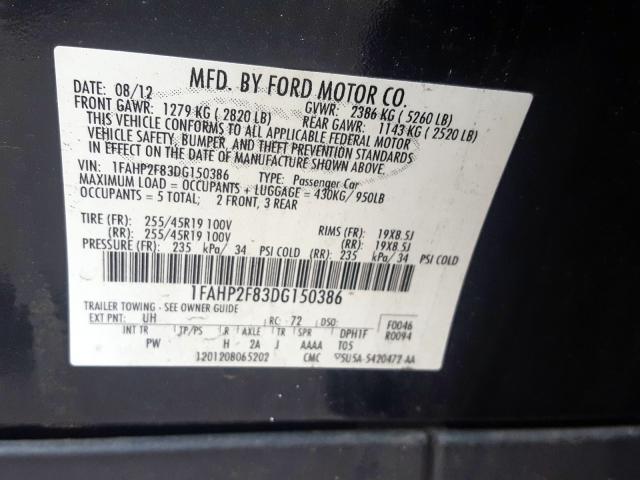 MFD. BY FORD MOTOR CO.
DATE: 08/12 GVWR: 2386 KG ( 5260 LB)
FRONT GAWR: 1279 KG ( 2820 LB) REAR GAWR: 1143 KG ( 2520 LB)
THIS VEHICLE CONFORMS TO ALL APPLICABLE FEDERAL MOTOR
VEHICLE SAFETY, BUMPER, AND THEFT PREVENTION STANDARDS
IN EFFECT ON THE DATE OF MANUFACTURE SHOWN ABOVE.
VIN: 1FAHP2F83DG150386 TYPE: Passenger Car
MAXIMUM LOAD = OCCUPANTS + LUGGAGE = 430KG/950LB
OCCUPANTS = 5 TOTAL; 2 FRONT, 3 REAR
TIRE (FR): 255/45R19 100V RIMS (FR): 19X8.5J
(RR): 255/45R19 100V (RR): 19X8.5J
PRESSURE (FR): 235 kPa/ 34 PSI COLD (RR): 235 kPa/ 34 PSI COLD
1FAHP2F83DG150386
TRAILER TOWING - SEE OWNER GUIDE
EXT PNT: UH RC: 72 DSO: F0046
R0094
INT TR TP/PS R AXLE TR SPR DPH1F
PW H 2A J AAAA T05
1201208065202 CMC SU5A-5420472-AA